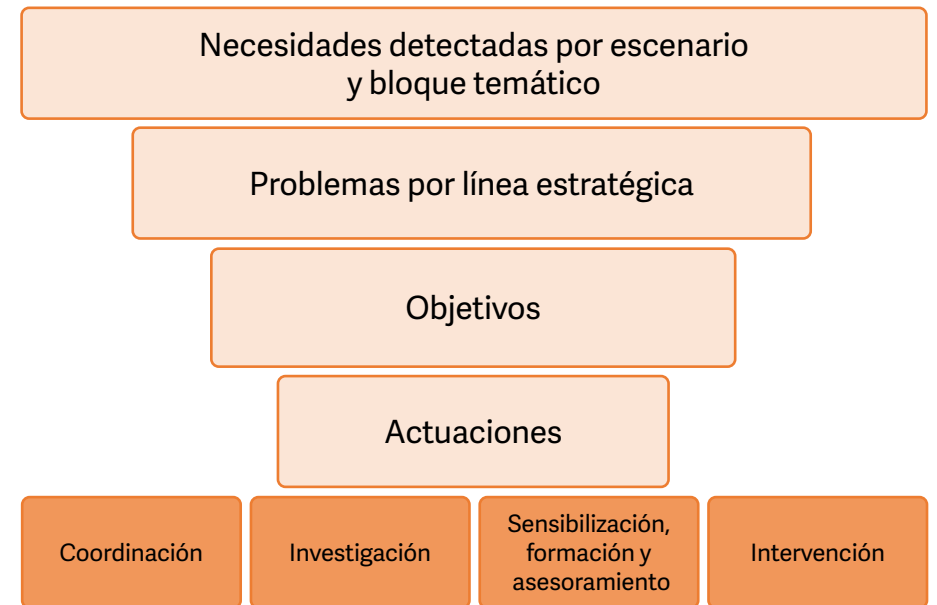 Necesidades detectadas por escenario
y bloque temático
Problemas por línea estratégica
Objetivos
Actuaciones
Coordinación
Investigación
Sensibilización,
formación y
asesoramiento
Intervención